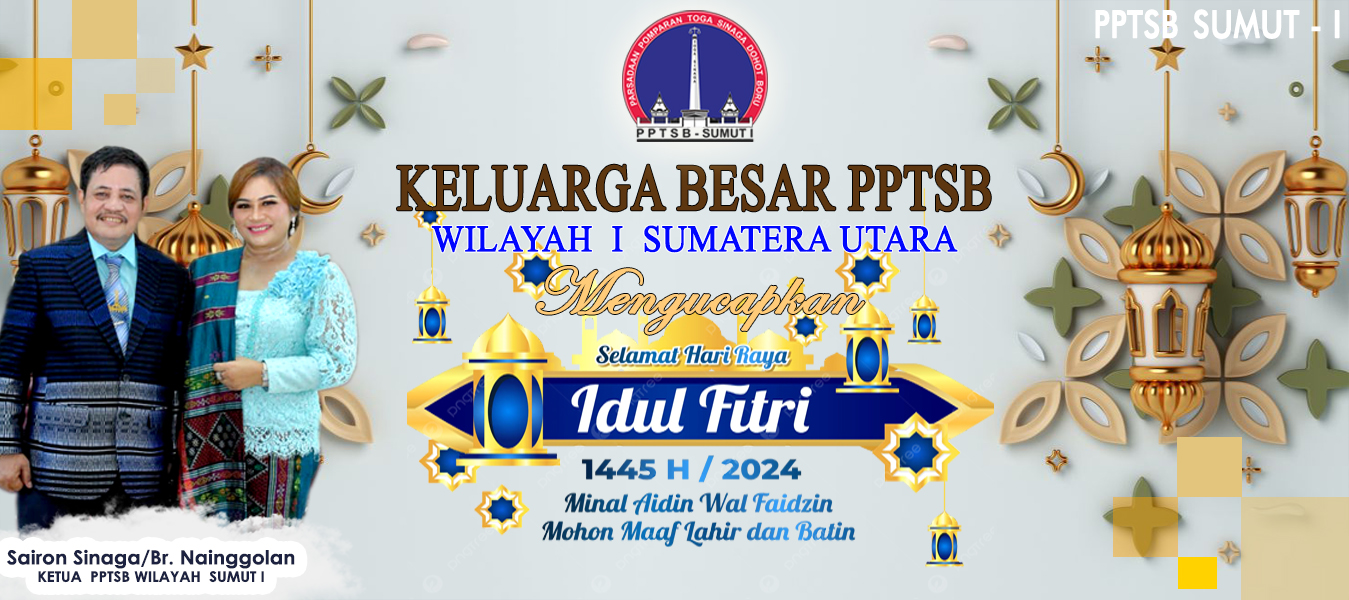 PPTSB SUMUT - I
PARSADAAN POMPARAN TOGA SINAGA DOHOT BORU
PPTSB-SUMUT I
KELUARGA BESAR PPTSB
WILAYAH I SUMATERA UTARA
Mengucapkan
Selamat Hari Raya
Idul Fitri
1445 H / 2024
Minal Aidin Wal Faidzin
Mohon Maaf Lahir dan Batin
Sairon Sinaga/Br. Nainggolan
KETUA PPTSB WILAYAH SUMUT I